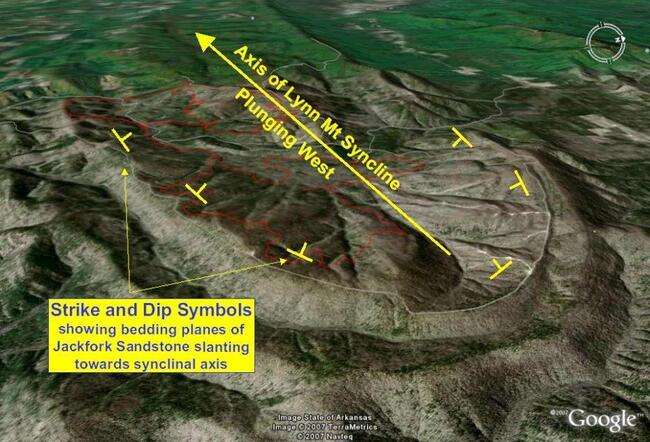 Axis of Lynn Mt Syncline
Plunging West
Strike and Dip Symbols
showing bedding planes of
Jackfork Sandstone slanting
towards synclinal axis
Image State of Arkansas
Image © 2007 TerraMetrics
© 2007 Navteq
©2007 Google™